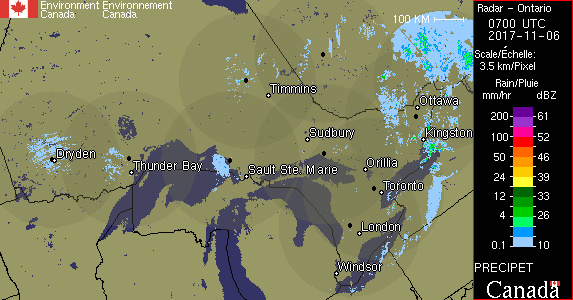 Environment Environnement
Canada Canada
100 KM
Timmins
Ottawa
Sudbury
Kingston
Dryden
Thunder Bay
Sault Ste. Marie
Orillia
Toronto
London
Windsor
Radar - Ontario
0700 UTC
2017-11-06
Scale/Échelle:
3.5 km/Pixel
Rain/Pluie
mm/hr dBZ
200 61
100 52
50 46
24 39
12 33
4 26
0.1 10
PRECIPET
Canada